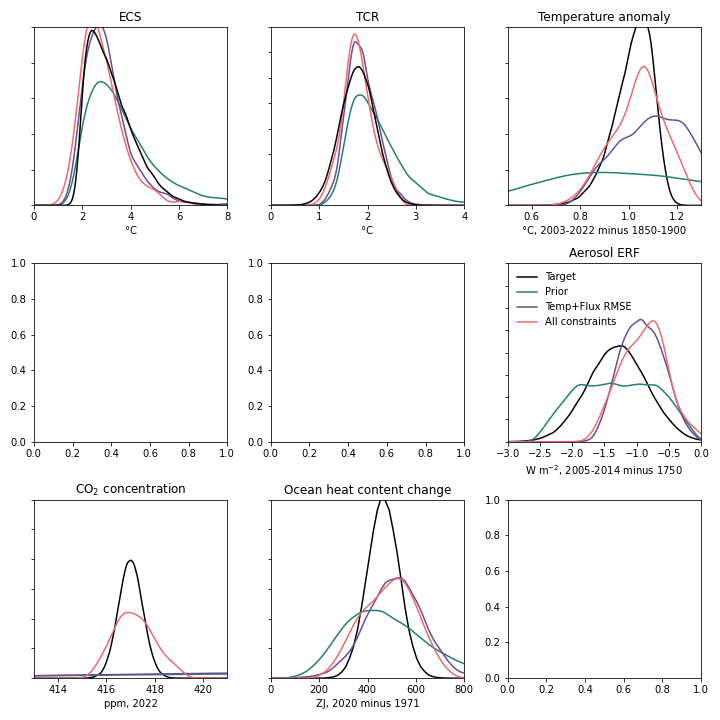 ECS
TCR
Temperature anomaly
0 2 4 6 8
0 1 2 3 4
0.6 0.8 1.0 1.2
°C
°C
°C, 2003-2022 minus 1850-1900
Aerosol ERF
1.0
0.8
0.6
0.4
0.2
0.0
0.0 0.2 0.4 0.6 0.8 1.0
1.0
0.8
0.6
0.4
0.2
0.0
0.0 0.2 0.4 0.6 0.8 1.0
Target
Prior
Temp+Flux RMSE
All constraints
−3.0 −2.5 −2.0 −1.5 −1.0 −0.5 0.0
W m⁻², 2005-2014 minus 1750
CO₂ concentration
414 416 418 420
ppm, 2022
Ocean heat content change
0 200 400 600 800
ZJ, 2020 minus 1971
1.0
0.8
0.6
0.4
0.2
0.0
0.0 0.2 0.4 0.6 0.8 1.0